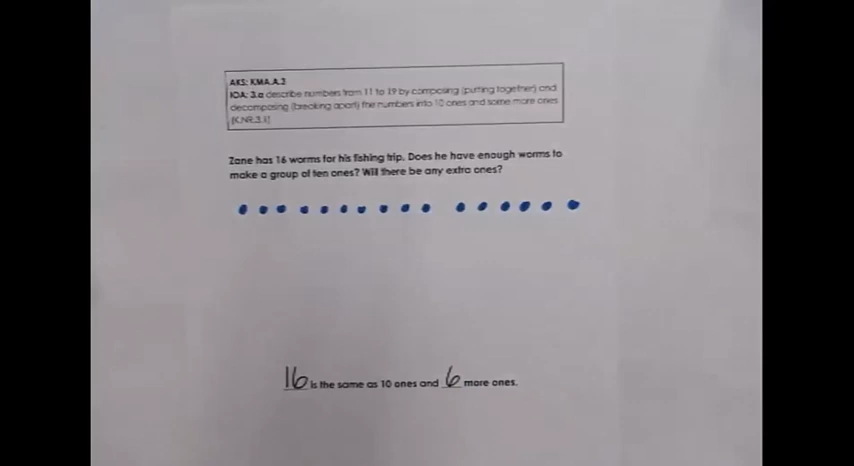 AKS: KMA.A.3
IOA: 3.a describe numbers from 11 to 19 by composing (putting together) and
decomposing (breaking apart) the numbers into 10 ones and some more ones
[K.NR.3.1]
Zane has 16 worms for his fishing trip. Does he have enough worms to
make a group of ten ones? Will there be any extra ones?
16 is the same as 10 ones and 6 more ones.